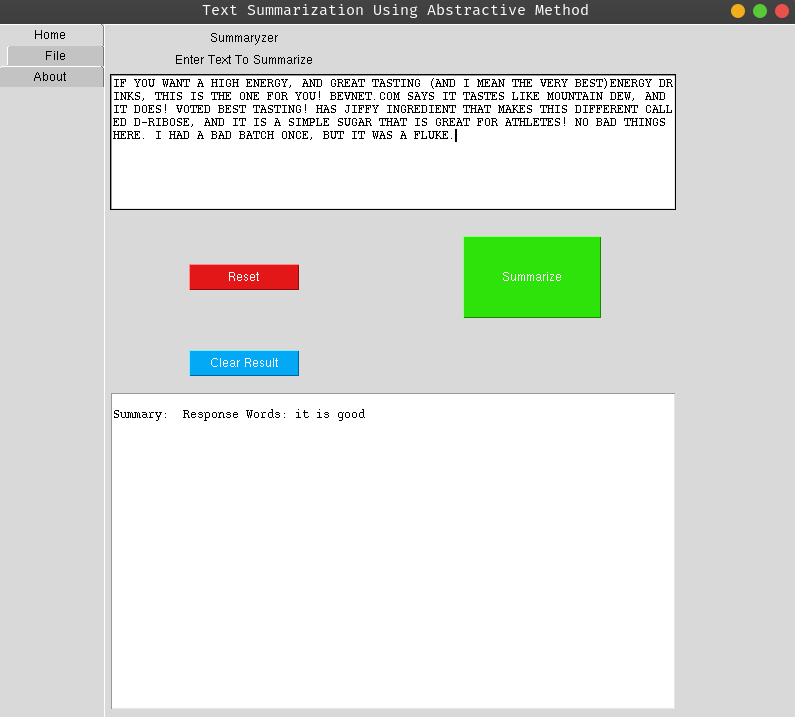 Text Summarization Using Abstractive Method
Home
File
About
Summaryzer
Enter Text To Summarize
IF YOU WANT A HIGH ENERGY, AND GREAT TASTING (AND I MEAN THE VERY BEST)ENERGY DR
INKS, THIS IS THE ONE FOR YOU! BEVNET.COM SAYS IT TASTES LIKE MOUNTAIN DEW, AND
IT DOES! VOTED BEST TASTING! HAS JIFFY INGREDIENT THAT MAKES THIS DIFFERENT CALL
ED D-RIBOSE, AND IT IS A SIMPLE SUGAR THAT IS GREAT FOR ATHLETES! NO BAD THINGS
HERE. I HAD A BAD BATCH ONCE, BUT IT WAS A FLUKE.
Reset
Summarize
Clear Result
Summary:  Response Words: it is good